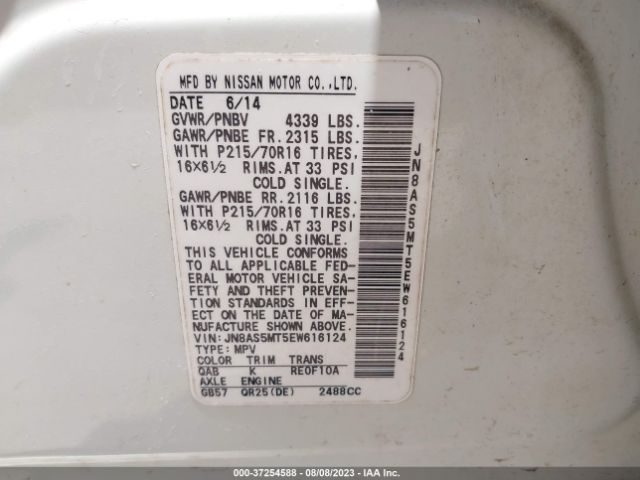 MFD BY NISSAN MOTOR CO.,LTD.
DATE 6/14
GVWR/PNBV 4339 LBS.
GAWR/PNBE FR. 2315 LBS.
WITH P215/70R16 TIRES,
16×6½ RIMS.AT 33 PSI
COLD SINGLE.
GAWR/PNBE RR. 2116 LBS.
WITH P215/70R16 TIRES,
16×6½ RIMS.AT 33 PSI
COLD SINGLE.
THIS VEHICLE CONFORMS
TO ALL APPLICABLE FED-
ERAL MOTOR VEHICLE SA-
FETY AND THEFT PREVEN-
TION STANDARDS IN EFF-
ECT ON THE DATE OF MA-
NUFACTURE SHOWN ABOVE.
VIN: JN8AS5MT5EW616124
TYPE: MPV
COLOR TRIM TRANS
QAB K RE0F10A
AXLE ENGINE
GB57 QR25(DE) 2488CC
JN8AS5MT5EW616124
000-37254588 - 08/08/2023 - © IAA Inc.